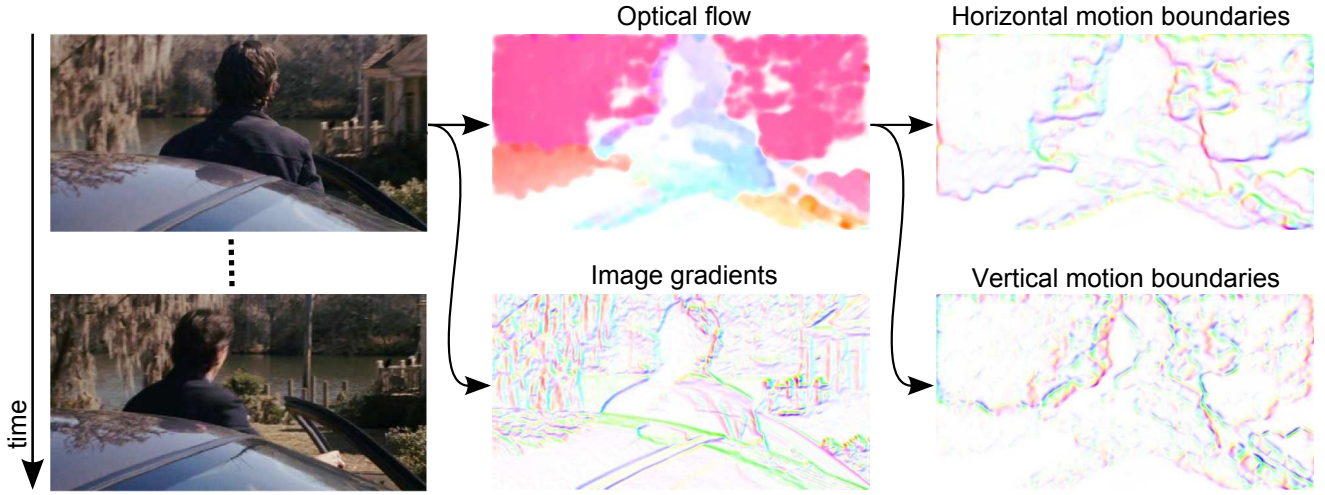 Optical flow
Horizontal motion boundaries
Image gradients
Vertical motion boundaries
time